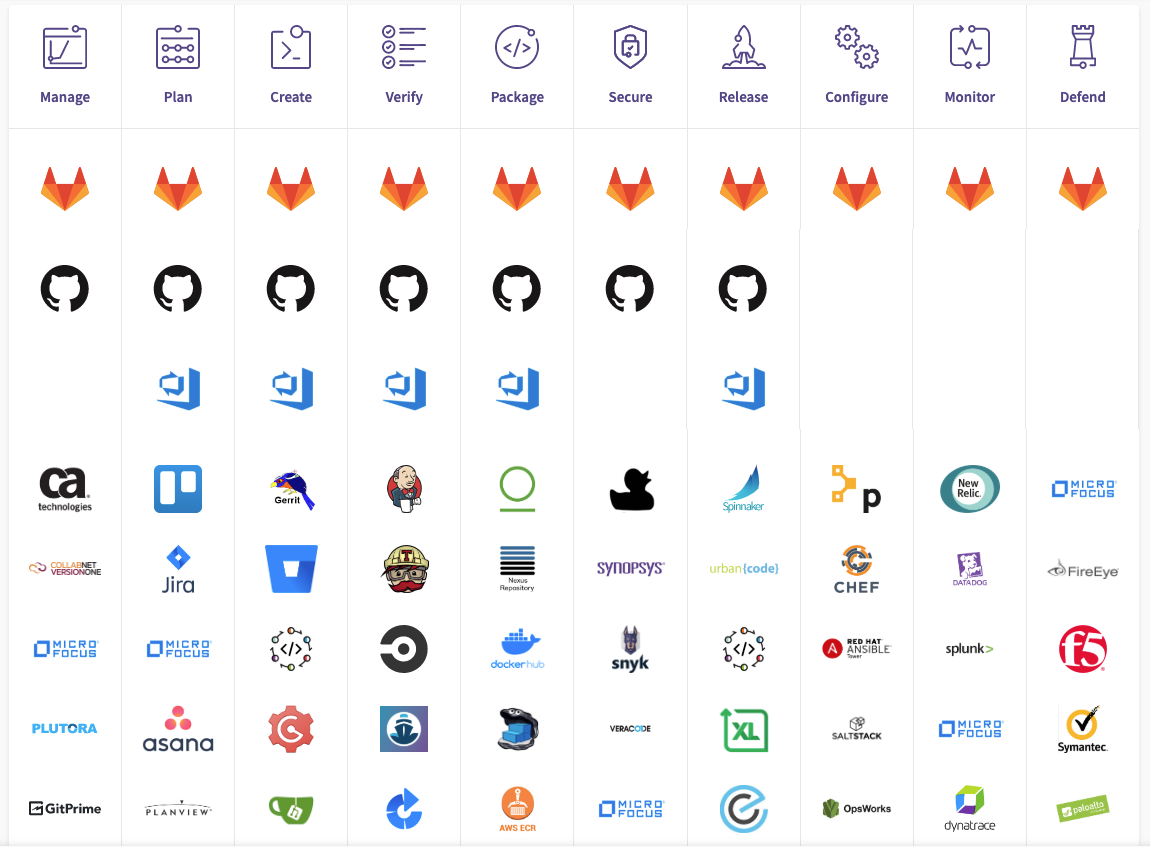 Manage Plan Create Verify Package Secure Release Configure Monitor Defend
ca technologies
Gerrit
Spinnaker
p
New Relic.
MICRO FOCUS
COLLABNET VERSIONONE
Jira
T
Nexus Repository
SYNOPSYS
urban{code}
CHEF
DATADOG
FireEye
MICRO FOCUS
MICRO FOCUS
</>
docker hub
snyk
</>
A RED HAT ANSIBLE Tower
splunk>
f5
PLUTORA
asana
C
VERACODE
XL
SALTSTACK
MICRO FOCUS
Symantec.
GitPrime
PLANVIEW
AWS ECR
MICRO FOCUS
OpsWorks
dynatrace
paloalto